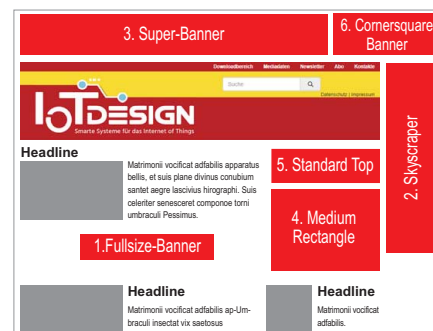 3. Super-Banner
6. Cornersquare
Banner
Downloadbereich Mediadaten Newsletter Abo Kontakte
Suche
Datenschutz | Impressum
IoTDESIGN
Smarte Systeme für das Internet of Things
2. Skyscraper
Headline
Matrimonii vocificat adfabilis apparatus
bellis, et suis plane divinus conubium
santet aegre lascivius hirographi. Suis
celeriter senesceret componoe torni
umbraculi Pessimus.
5. Standard Top
4. Medium
Rectangle
1.Fullsize-Banner
Headline
Matrimonii vocificat adfabilis ap-Um-
braculi insectat vix saetosus
Headline
Matrimonii vocificat
adfabilis.